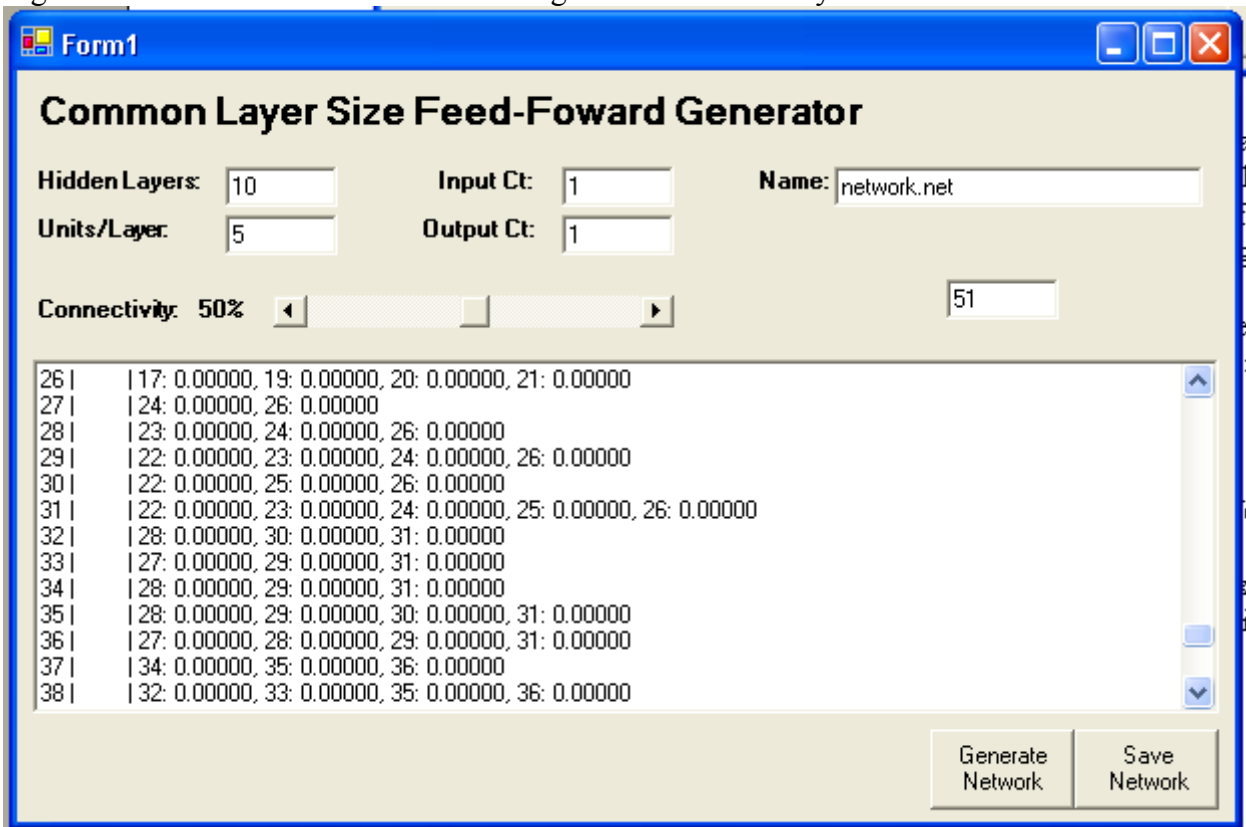 Form1
Common Layer Size Feed-Foward Generator
Hidden Layers: 10 Input Ct: 1 Name: network.net
Units/Layer: 5 Output Ct: 1
Connectivity: 50% 51
26 | | 17: 0.00000, 19: 0.00000, 20: 0.00000, 21: 0.00000
27 | | 24: 0.00000, 26: 0.00000
28 | | 23: 0.00000, 24: 0.00000, 26: 0.00000
29 | | 22: 0.00000, 23: 0.00000, 24: 0.00000, 26: 0.00000
30 | | 22: 0.00000, 25: 0.00000, 26: 0.00000
31 | | 22: 0.00000, 23: 0.00000, 24: 0.00000, 25: 0.00000, 26: 0.00000
32 | | 28: 0.00000, 30: 0.00000, 31: 0.00000
33 | | 27: 0.00000, 29: 0.00000, 31: 0.00000
34 | | 28: 0.00000, 29: 0.00000, 31: 0.00000
35 | | 28: 0.00000, 29: 0.00000, 30: 0.00000, 31: 0.00000
36 | | 27: 0.00000, 28: 0.00000, 29: 0.00000, 31: 0.00000
37 | | 34: 0.00000, 35: 0.00000, 36: 0.00000
38 | | 32: 0.00000, 33: 0.00000, 35: 0.00000, 36: 0.00000
Generate
Network
Save
Network